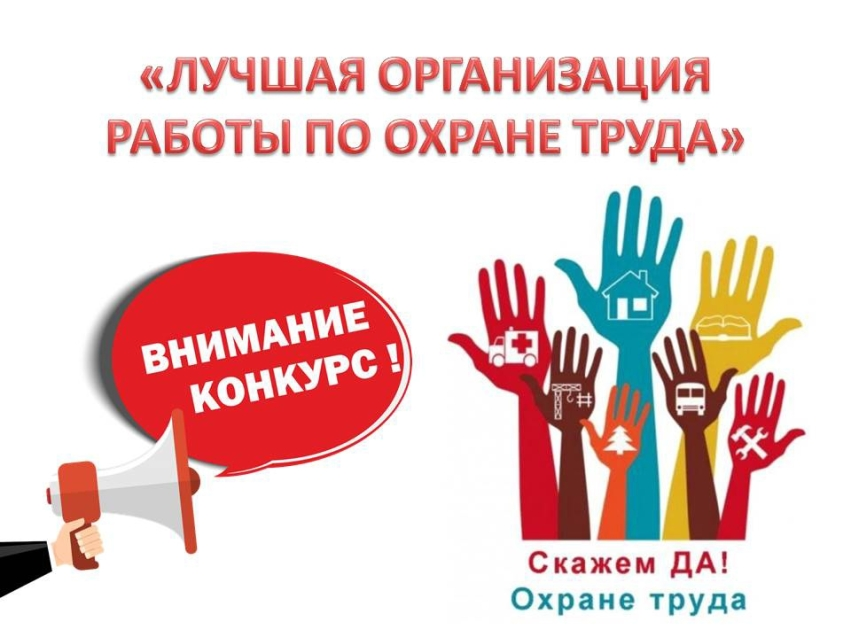 «ЛУЧШАЯ ОРГАНИЗАЦИЯ
РАБОТЫ ПО ОХРАНЕ ТРУДА»
ВНИМАНИЕ
КОНКУРС !
Скажем ДА!
Охране труда